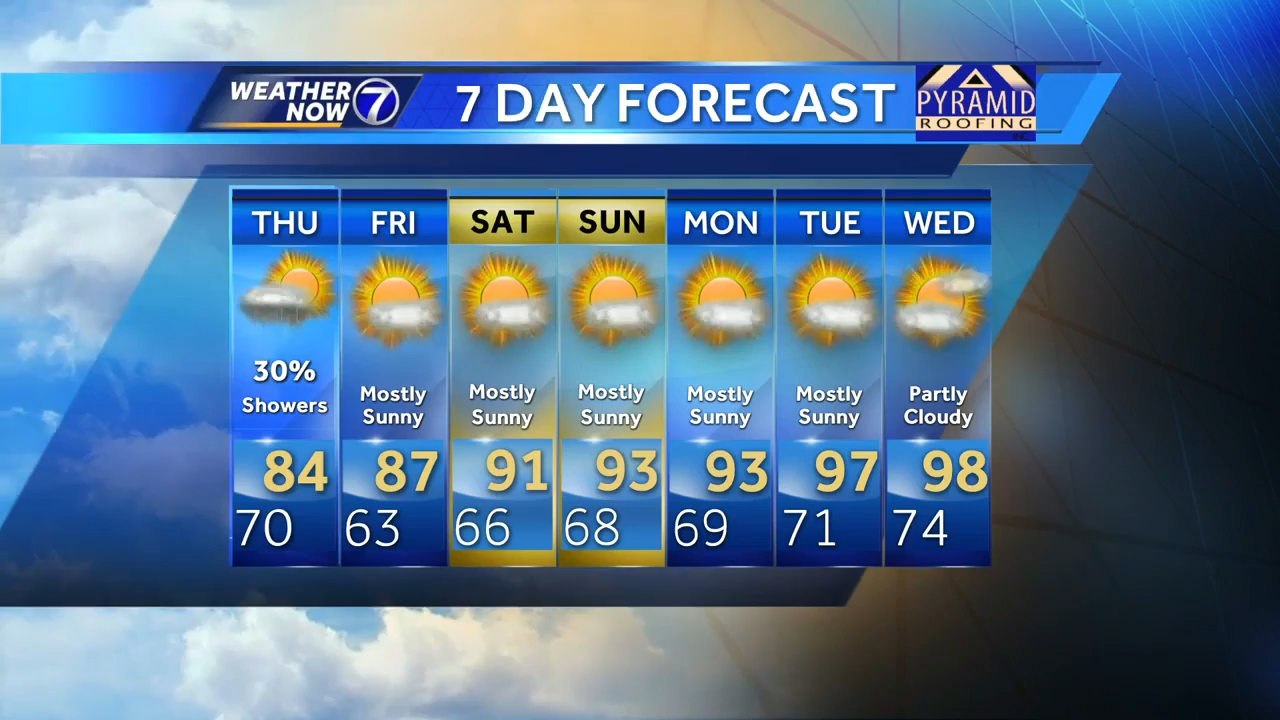 WEATHER
NOW 7
7 DAY FORECAST
PYRAMID
ROOFING
THU FRI SAT SUN MON TUE WED
30%
Showers
Mostly
Sunny
Mostly
Sunny
Mostly
Sunny
Mostly
Sunny
Mostly
Sunny
Partly
Cloudy
84 87 91 93 93 97 98
70 63 66 68 69 71 74